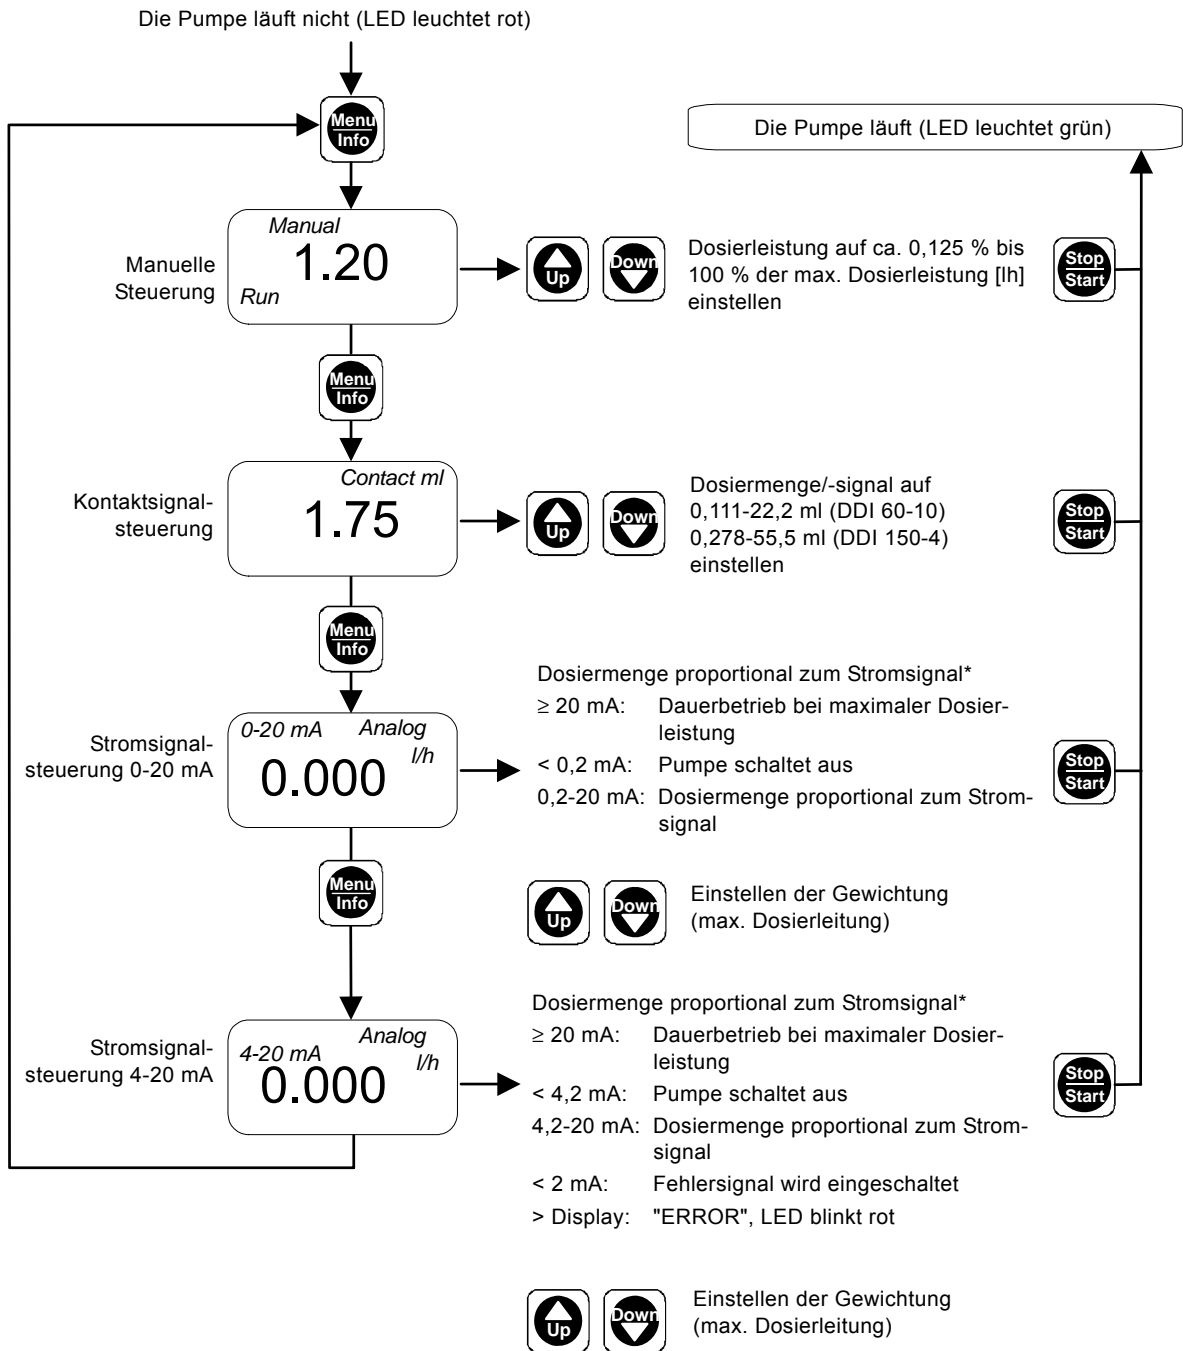 Die Pumpe läuft nicht (LED leuchtet rot)
Menu
Info
Die Pumpe läuft (LED leuchtet grün)
Manuelle
Steuerung
Manual
1.20
Run
Up
Down
Dosierleistung auf ca. 0,125 % bis
100 % der max. Dosierleistung [lh]
einstellen
Stop
Start
Menu
Info
Kontaktsignal-
steuerung
Contact ml
1.75
Up
Down
Dosiermenge/-signal auf
0,111-22,2 ml (DDI 60-10)
0,278-55,5 ml (DDI 150-4)
einstellen
Stop
Start
Menu
Info
Stromsignal-
steuerung 0-20 mA
0-20 mA Analog
l/h
0.000
Dosiermenge proportional zum Stromsignal*
≥ 20 mA: Dauerbetrieb bei maximaler Dosier-
leistung
< 0,2 mA: Pumpe schaltet aus
0,2-20 mA: Dosiermenge proportional zum Strom-
signal
Stop
Start
Menu
Info
Up
Down
Einstellen der Gewichtung
(max. Dosierleitung)
Stromsignal-
steuerung 4-20 mA
Analog
4-20 mA l/h
0.000
Dosiermenge proportional zum Stromsignal*
≥ 20 mA: Dauerbetrieb bei maximaler Dosier-
leistung
< 4,2 mA: Pumpe schaltet aus
4,2-20 mA: Dosiermenge proportional zum Strom-
signal
< 2 mA: Fehlersignal wird eingeschaltet
> Display: "ERROR", LED blinkt rot
Stop
Start
Up
Down
Einstellen der Gewichtung
(max. Dosierleitung)